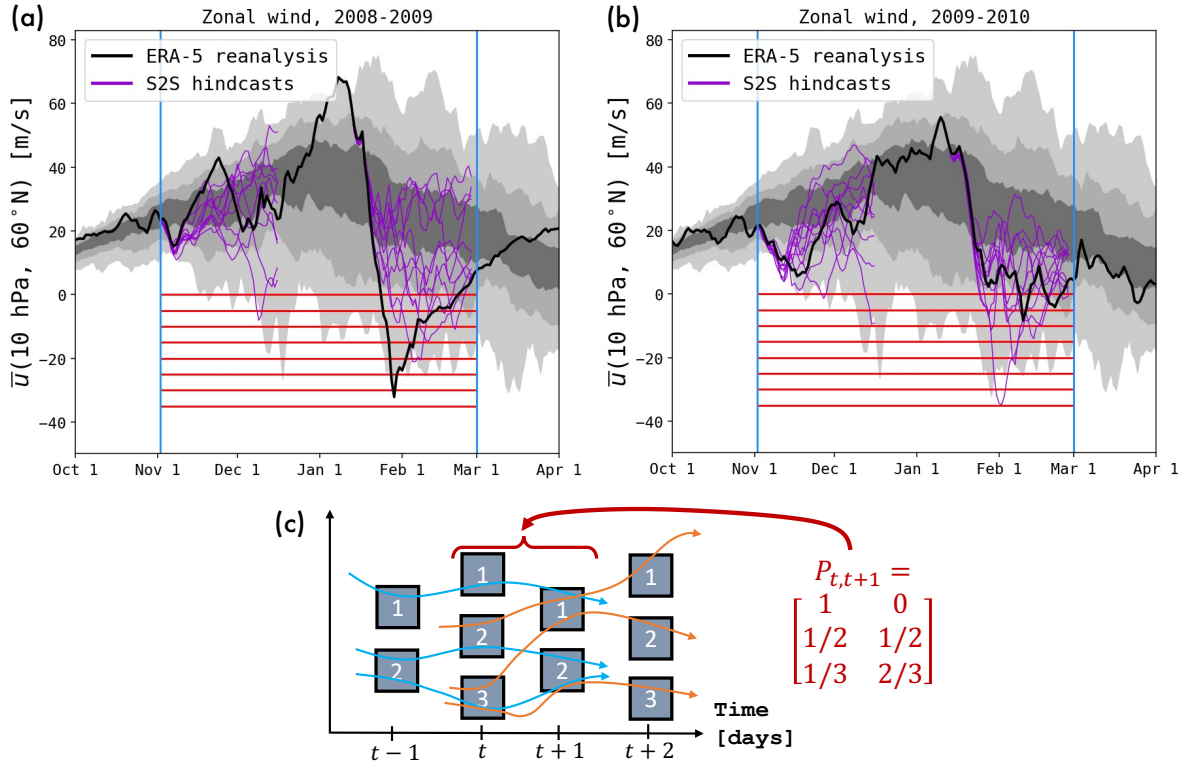 (a)
Zonal wind, 2008-2009
ERA-5 reanalysis
S2S hindcasts
u̅(10 hPa, 60°N) [m/s]
80
60
40
20
0
−20
−40
Oct 1 Nov 1 Dec 1 Jan 1 Feb 1 Mar 1 Apr 1
(b)
Zonal wind, 2009-2010
ERA-5 reanalysis
S2S hindcasts
u̅(10 hPa, 60°N) [m/s]
80
60
40
20
0
−20
−40
Oct 1 Nov 1 Dec 1 Jan 1 Feb 1 Mar 1 Apr 1
(c)
1
2
1
2
3
1
2
1
2
3
t − 1 t t + 1 t + 2
Time
[days]
P_{t,t+1} =
1 0
1/2 1/2
1/3 2/3